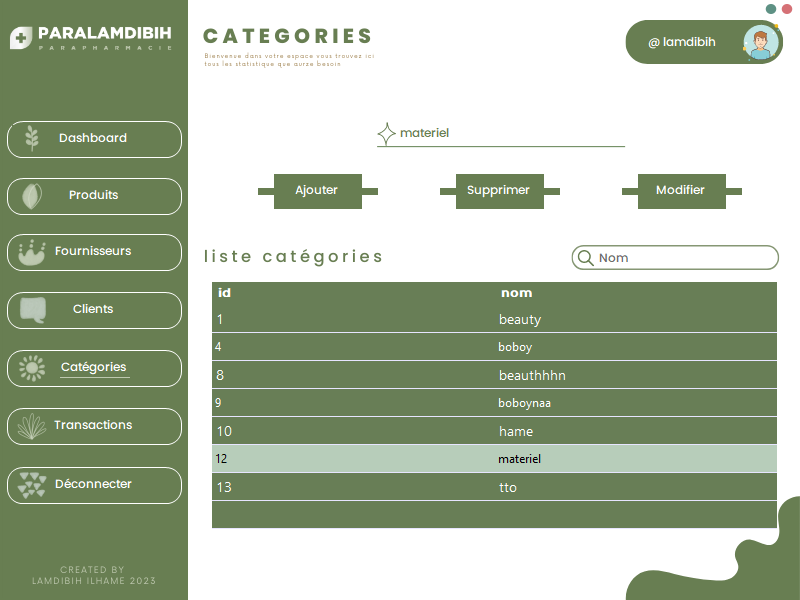 PARALAMDIBIH
PARAPHARMACIE
CATEGORIES
Bienvenue dans votre espace vous trouvez ici
tous les statistique que aurze besoin
@ lamdibih
Dashboard
Produits
Fournisseurs
Clients
Catégories
Transactions
Déconnecter
CREATED BY
LAMDIBIH ILHAME 2023
materiel
Ajouter
Supprimer
Modifier
liste catégories
Nom
id nom
1 beauty
4 boboy
8 beauthhhn
9 boboynaa
10 hame
12 materiel
13 tto